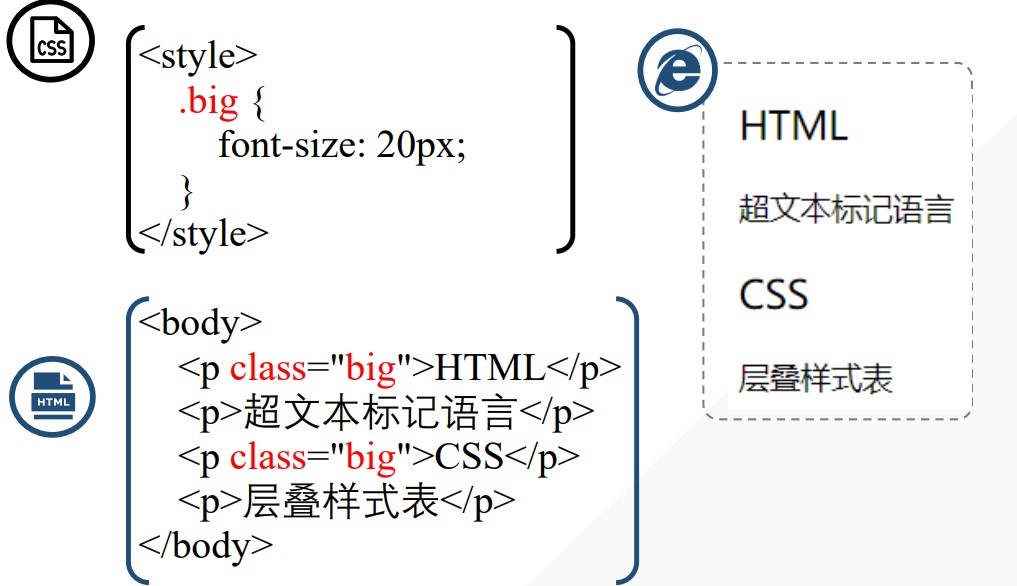 CSS
<style>
.big {
font-size: 20px;
}
</style>
HTML
<body>
<p class="big">HTML</p>
<p>超文本标记语言</p>
<p class="big">CSS</p>
<p>层叠样式表</p>
</body>
HTML
超文本标记语言
CSS
层叠样式表